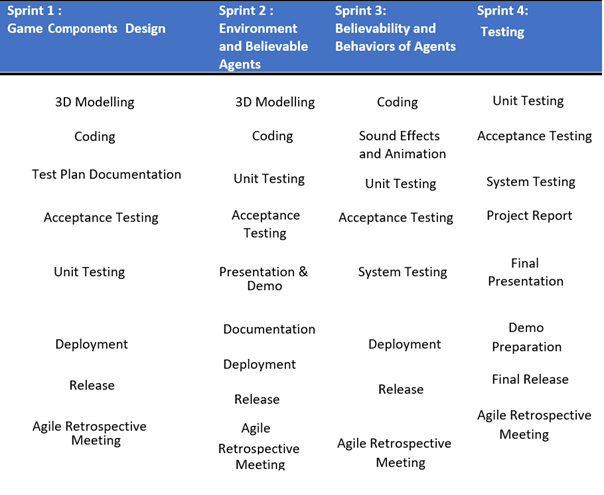 Sprint 1 :
Game Components Design
Sprint 2 :
Environment
and Believable
Agents
Sprint 3:
Believability and
Behaviors of Agents
Sprint 4:
Testing
3D Modelling
Coding
Test Plan Documentation
Acceptance Testing
Unit Testing
Deployment
Release
Agile Retrospective
Meeting
3D Modelling
Coding
Unit Testing
Acceptance
Testing
Presentation &
Demo
Documentation
Deployment
Release
Agile
Retrospective
Meeting
Coding
Sound Effects
and Animation
Unit Testing
Acceptance Testing
System Testing
Deployment
Release
Agile Retrospective
Meeting
Unit Testing
Acceptance Testing
System Testing
Project Report
Final
Presentation
Demo
Preparation
Final Release
Agile Retrospective
Meeting